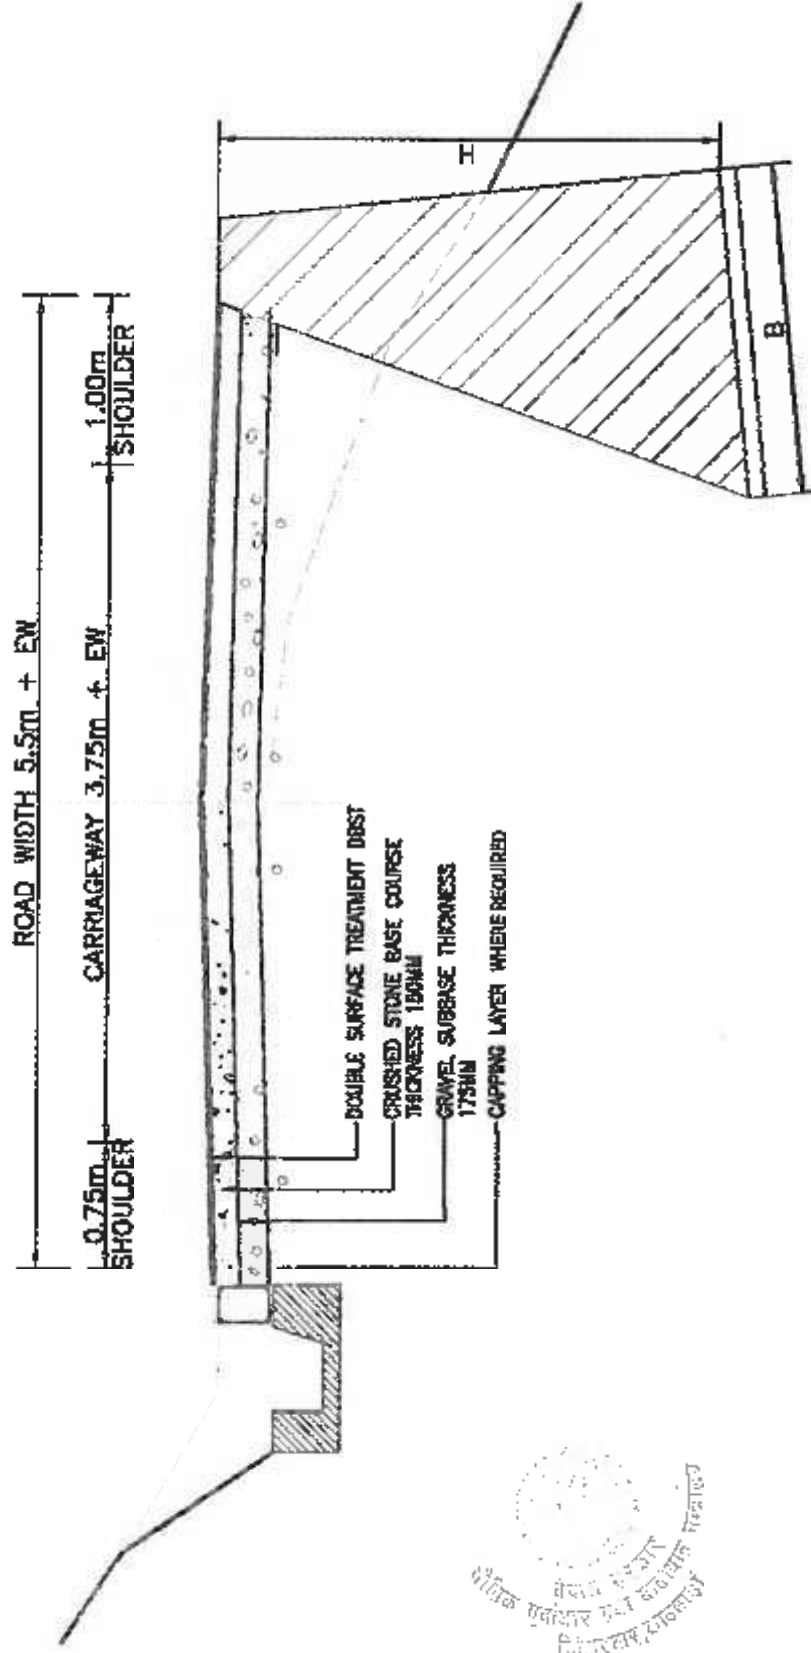 ROAD WIDTH 5.5m + EW
CARRIAGEWAY 3.75m + EW
0.75m
SHOULDER
1.00m
SHOULDER
H
B
DOUBLE SURFACE TREATMENT DBST
CRUSHED STONE BASE COURSE
THICKNESS 150MM
GRAVEL SUBBASE THICKNESS
175MM
CAPPING LAYER WHERE REQUIRED